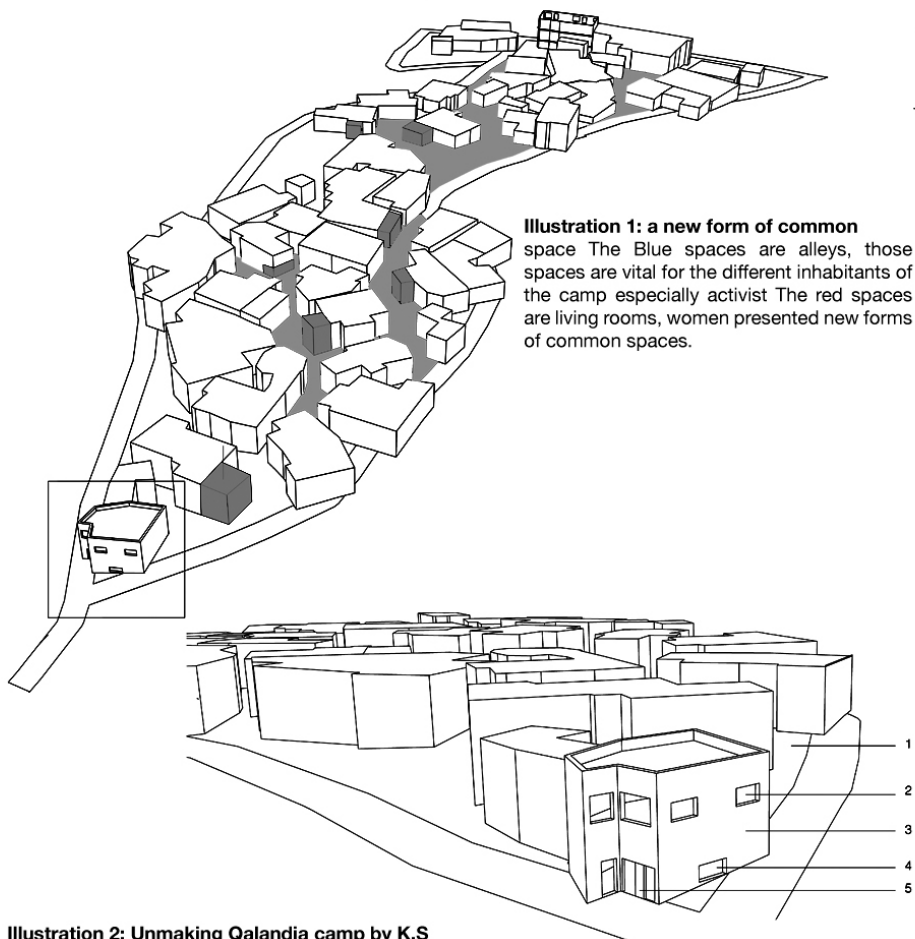 Illustration 1: a new form of common
space The Blue spaces are alleys, those
spaces are vital for the different inhabitants of
the camp especially activist The red spaces
are living rooms, women presented new forms
of common spaces.
1
2
3
4
5
Illustration 2: Unmaking Qalandia camp by K.S